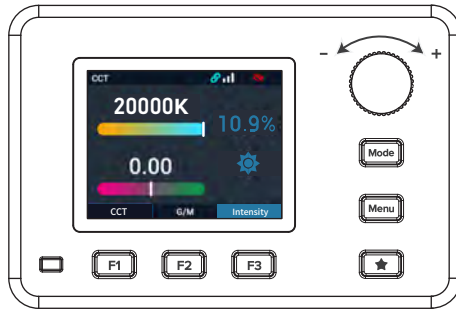 - +
CCT
20000K
10.9%
0.00
CCT G/M Intensity
Mode
Menu
F1 F2 F3